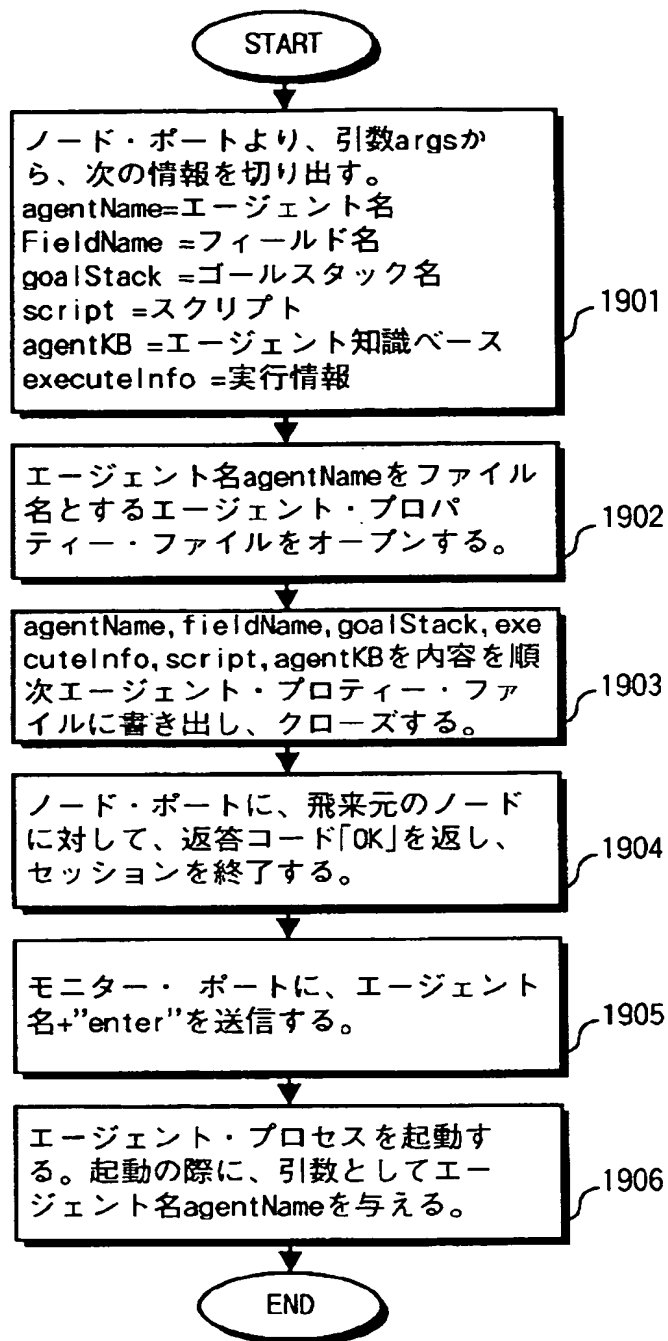 START
ノード・ポートより、引数argsか
ら、次の情報を切り出す。
agentName=エージェント名
FieldName =フィールド名
goalStack =ゴールスタック名
script =スクリプト
agentKB =エージェント知識ベース
executeInfo =実行情報
1901
エージェント名agentNameをファイル
名とするエージェント・プロパ
ティー・ファイルをオープンする。
1902
agentName,fieldName,goalStack,exe
cuteInfo,script,agentKBを内容を順
次エージェント・プロティー・ファ
イルに書き出し、クローズする。
1903
ノード・ポートに、飛来元のノード
に対して、返答コード「OK」を返し、
セッションを終了する。
1904
モニター・ ポートに、エージェント
名+”enter”を送信する。
1905
エージェント・プロセスを起動す
る。起動の際に、引数としてエー
ジェント名agentNameを与える。
1906
END